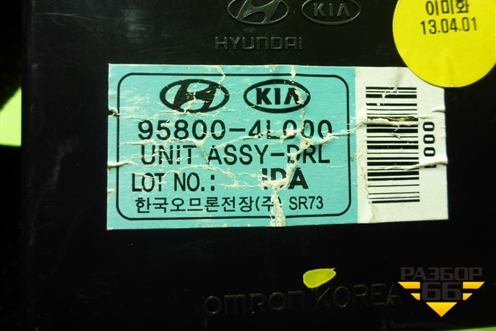 HYUNDAI
KIA
이미화
13.04.01
KIA
95800-4L000
UNIT ASSY-DRL
LOT NO.: IDA
한국오므론전장(주) SR73
000
omron KOREA
РАЗБОР
66